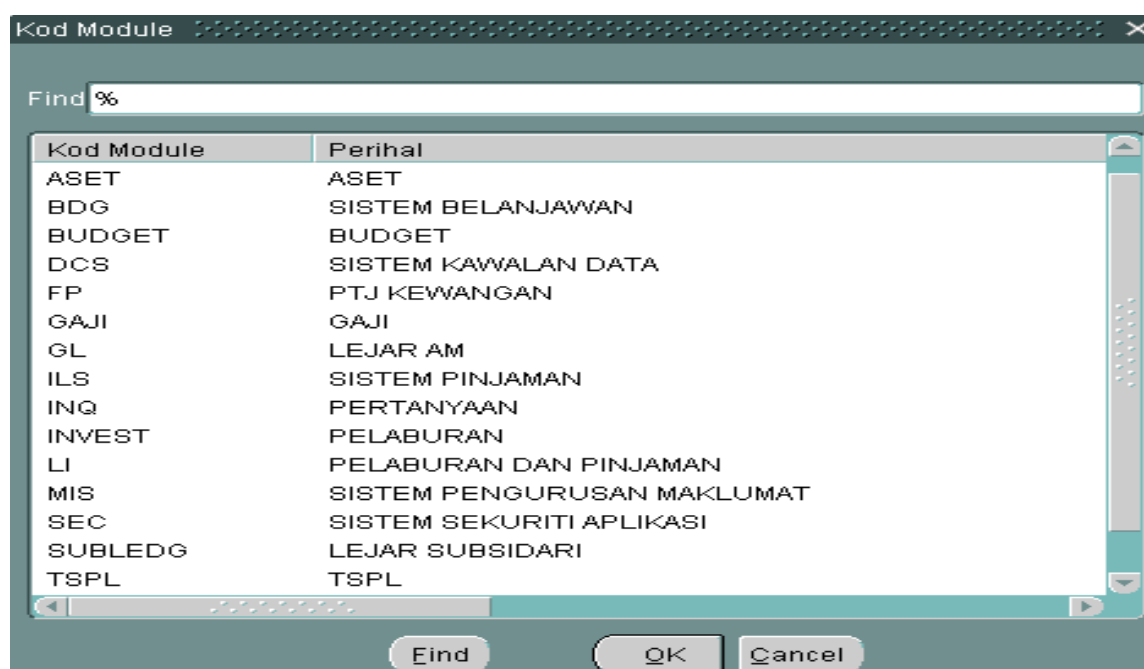 Kod Module
Find %
Kod Module Perihal
ASET ASET
BDG SISTEM BELANJAWAN
BUDGET BUDGET
DCS SISTEM KAWALAN DATA
FP PTJ KEWANGAN
GAJI GAJI
GL LEJAR AM
ILS SISTEM PINJAMAN
INQ PERTANYAAN
INVEST PELABURAN
LI PELABURAN DAN PINJAMAN
MIS SISTEM PENGURUSAN MAKLUMAT
SEC SISTEM SEKURITI APLIKASI
SUBLEDG LEJAR SUBSIDARI
TSPL TSPL
Find OK Cancel